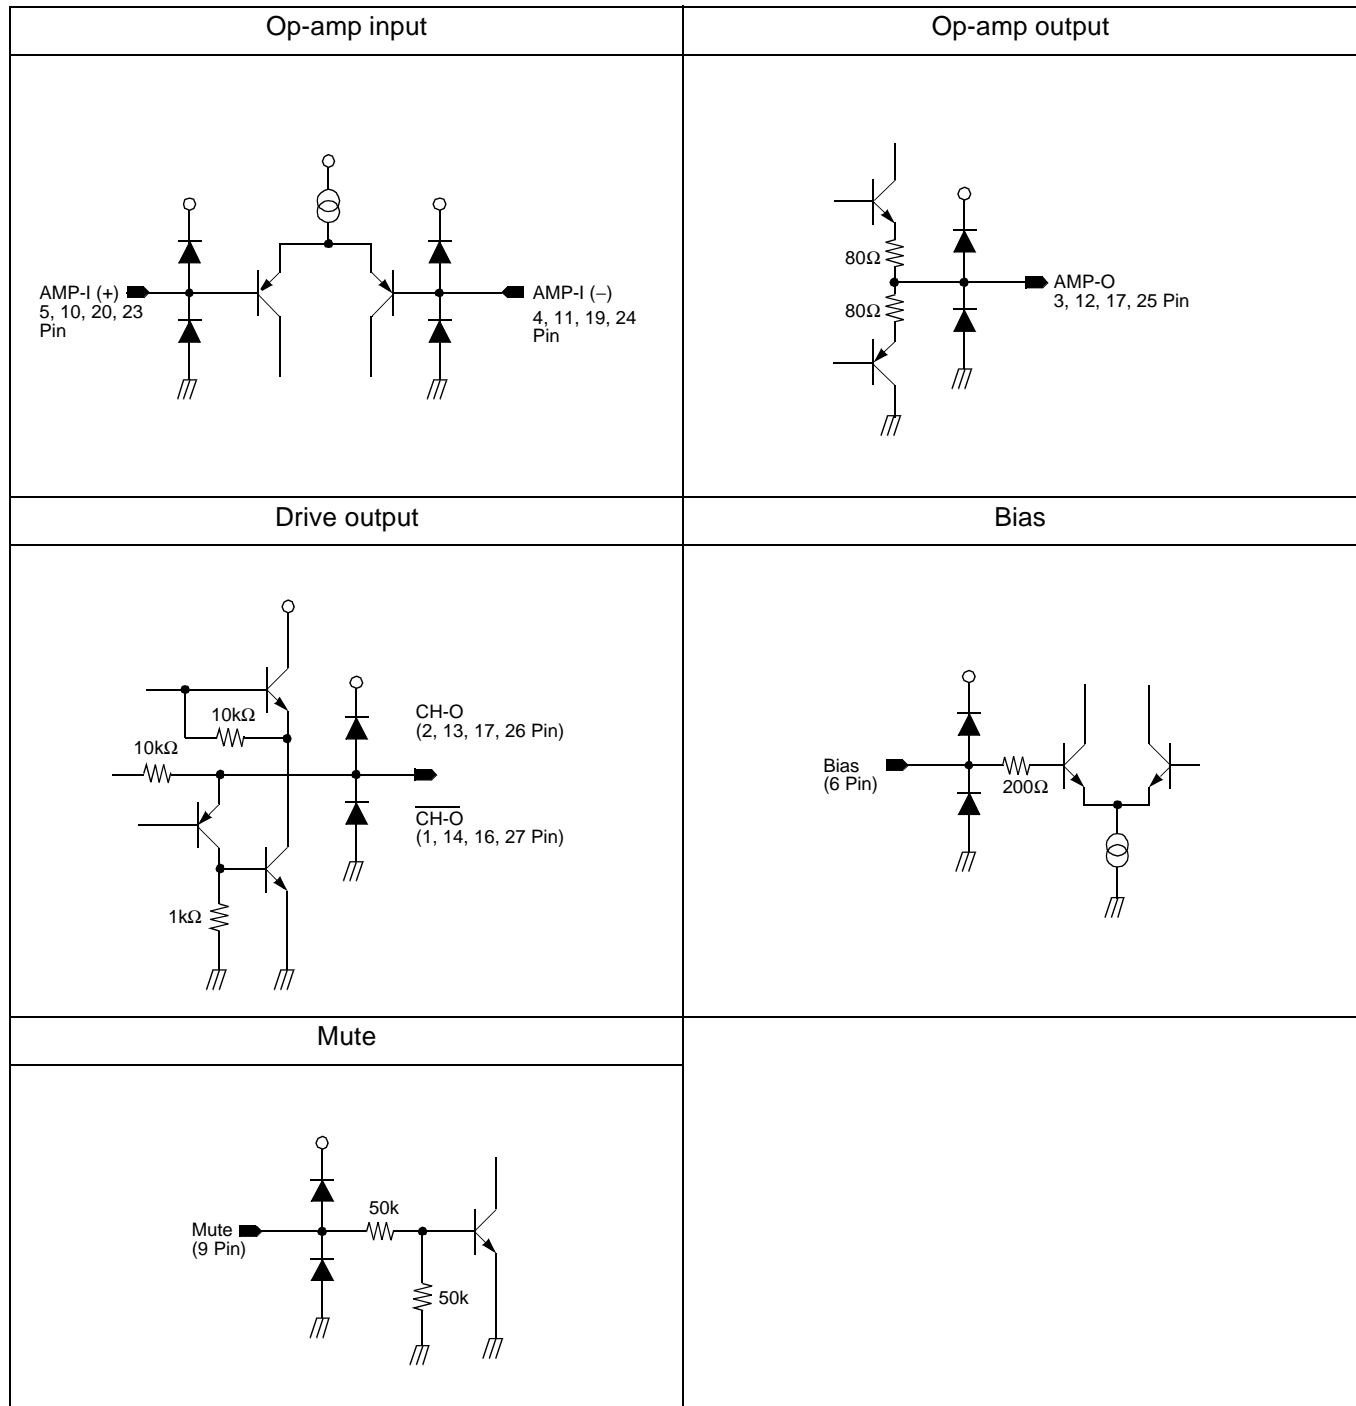 Op-amp input
Op-amp output
AMP-I (+)
5, 10, 20, 23
Pin
AMP-I (−)
4, 11, 19, 24
Pin
80Ω
80Ω
AMP-O
3, 12, 17, 25 Pin
Drive output
Bias
10kΩ
10kΩ
1kΩ
CH-O
(2, 13, 17, 26 Pin)
CH-O
(1, 14, 16, 27 Pin)
Bias
(6 Pin)
200Ω
Mute
Mute
(9 Pin)
50k
50k